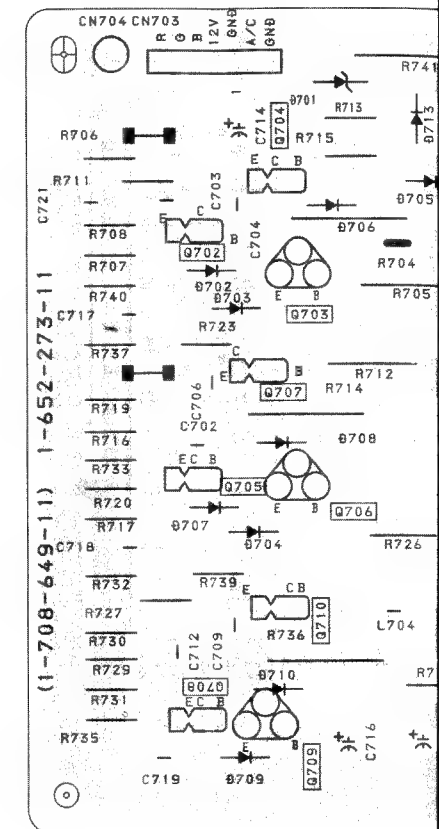 CN704 CN703
R G B 12V GND A/C GND
R741
D701
R713
D713
R706
C714
Q704
R715
E C B
R711
C703
D705
C721
E C B
D706
R708
Q702
C704
R704
R707
D702
E B
R705
R740
D703
Q703
C717
R723
R737
C
E B
R712
Q707
R714
R719
C706
C702
D708
R716
E C B
R733
Q705
R720
E B
Q706
R717
D707
D704
R726
C718
R732
R739
E C B
R727
Q710
L704
R730
C712
C709
R736
R729
Q708
D710
R7
R731
E C B
R735
E B
C716
C719
D709
Q709
(1-708-649-11) 1-652-273-11